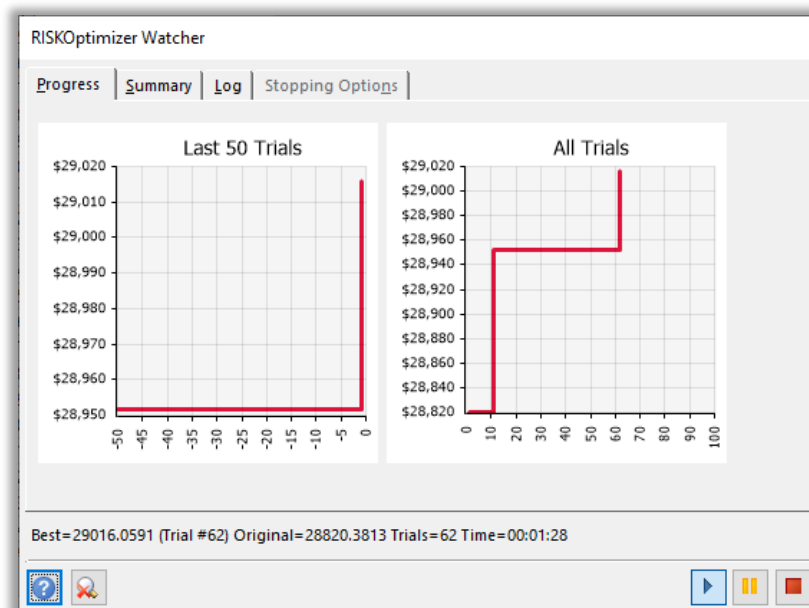 RISKOptimizer Watcher
Progress Summary Log Stopping Options
Last 50 Trials
$29,020
$29,010
$29,000
$28,990
$28,980
$28,970
$28,960
$28,950
-50 -45 -40 -35 -30 -25 -20 -15 -10 -5 0
All Trials
$29,020
$29,000
$28,980
$28,960
$28,940
$28,920
$28,900
$28,880
$28,860
$28,840
$28,820
0 10 20 30 40 50 60 70 80 90 100
Best=29016.0591 (Trial #62) Original=28820.3813 Trials=62 Time=00:01:28
?